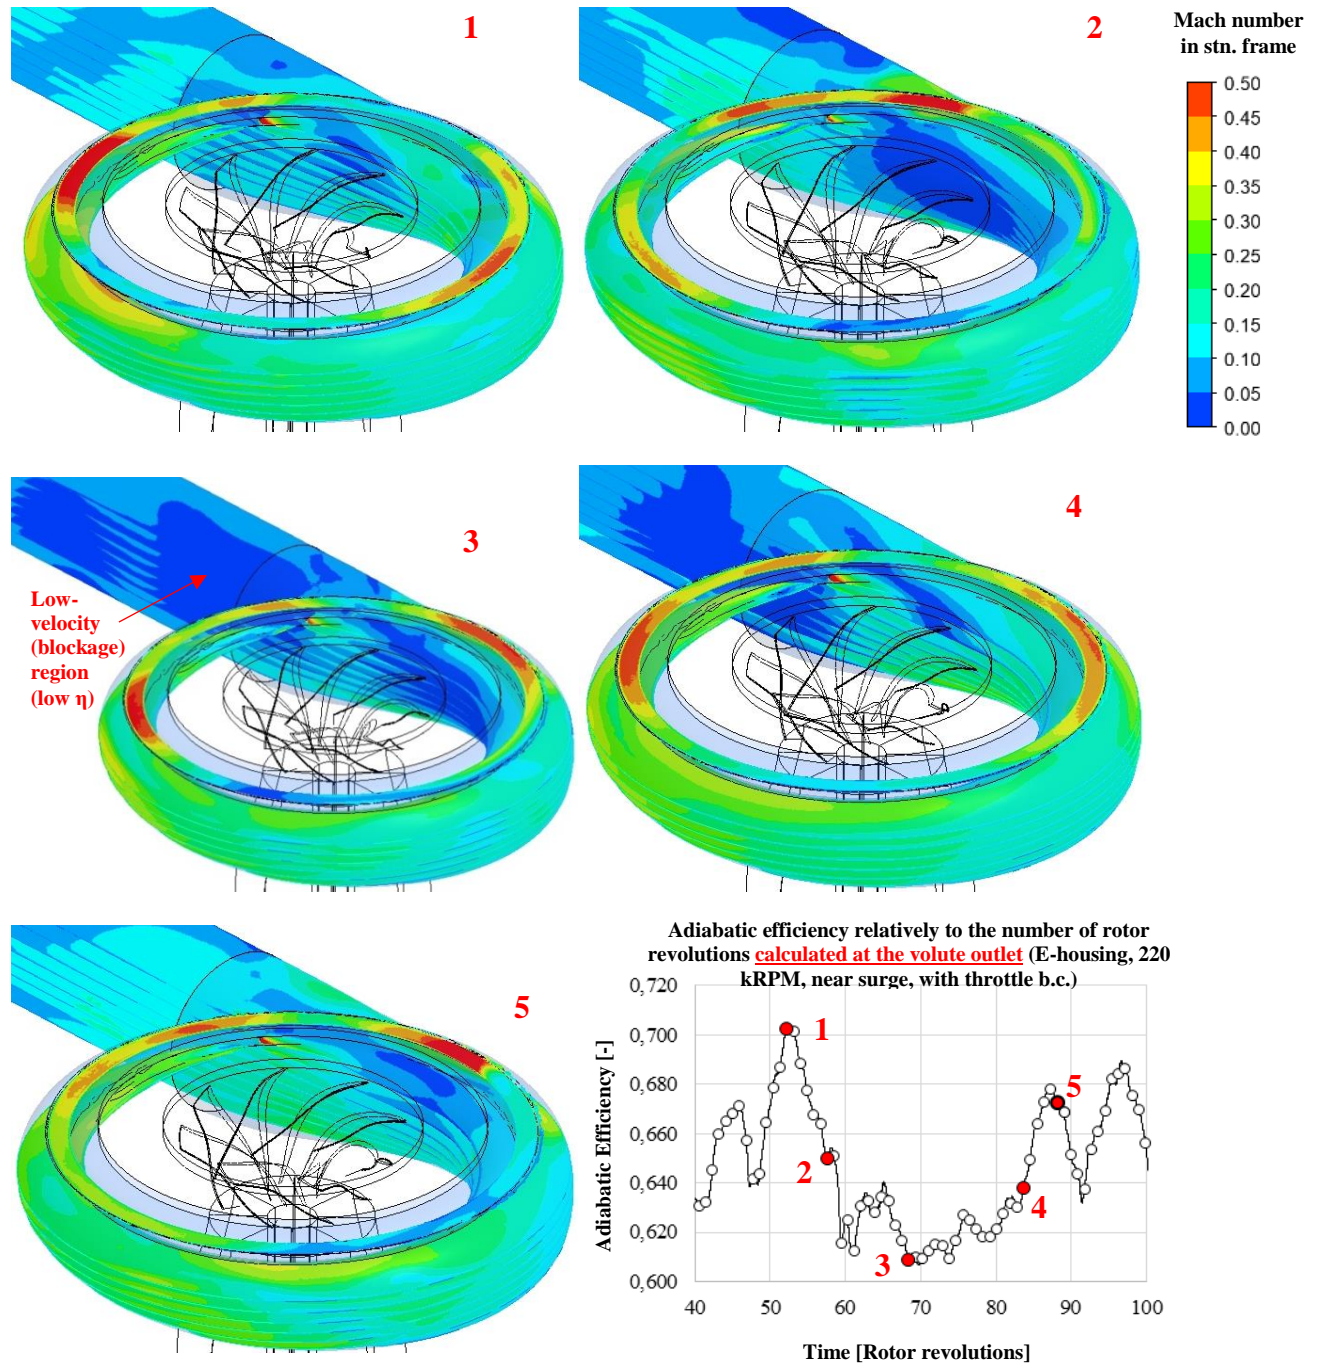 1
2
Mach number
in stn. frame
0.50
0.45
0.40
0.35
0.30
0.25
0.20
0.15
0.10
0.05
0.00
3
4
Low-
velocity
(blockage)
region
(low η)
5
Adiabatic efficiency relatively to the number of rotor
revolutions calculated at the volute outlet (E-housing, 220
kRPM, near surge, with throttle b.c.)
0,720
0,700
0,680
0,660
0,640
0,620
0,600
Adiabatic Efficiency [-]
1
2
3
4
5
40 50 60 70 80 90 100
Time [Rotor revolutions]